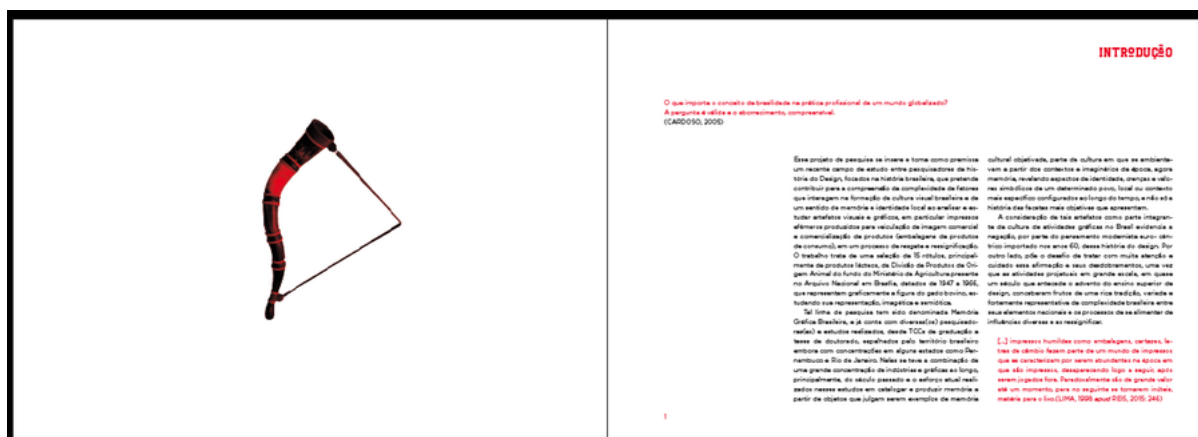 INTRODUÇÃO
O que importa o conceito de brasilidade na prática profissional de um mundo globalizado?
A pergunta é válida e o aborrecimento, compreensível.
(CARDOSO, 2005)
Esse projeto de pesquisa se insere e toma como premissa
um recente campo de estudo entre pesquisadores de his-
tória do Design, focados na história brasileira, que pretende
contribuir para a compreensão da complexidade de fatores
que interagem na formação da cultura visual brasileira e de
um sentido de memória e identidade local ao analisar e es-
tudar artefatos visuais e gráficos, em particular impressos
efêmeros produzidos para veiculação de imagem comercial
e comercialização de produtos (embalagens de produtos
de consumo), em um processo de resgate e ressignificação.
O trabalho trata de uma seleção de 15 rótulos, principal-
mente de produtos lácteos, da Divisão de Produtos de Ori-
gem Animal do fundo do Ministério da Agricultura presente
no Arquivo Nacional em Brasília, datados de 1947 a 1966,
que representam graficamente a figura do gado bovino, es-
tudando sua representação, imagética e semiótica.
Tal linha de pesquisa tem sido denominada Memória
Gráfica Brasileira, e já conta com diversas(os) pesquisado-
res(as) e estudos realizados, desde TCCs de graduação a
teses de doutorado, espalhados pelo território brasileiro
embora com concentrações em alguns estados como Per-
nambuco e Rio de Janeiro. Neles se teve a combinação de
uma grande concentração de indústrias e gráficas ao longo,
principalmente, do século passado e o esforço atual reali-
zados nesses estudos em catalogar e produzir memória a
partir de objetos que julgam serem exemplos de memória
cultural objetivada, parte da cultura em que se ambienta-
vam a partir dos contextos e imaginários da época, agora
memória, revelando aspectos de identidade, crenças e valo-
res simbólicos de um determinado povo, local ou contexto
mais específico configurados ao longo do tempo, e não só a
história das facetas mais objetivas que apresentam.
A consideração de tais artefatos como parte integran-
te da cultura de atividades gráficas no Brasil evidencia a
negação, por parte do pensamento modernista euro- cên-
trico importado nos anos 60, dessa história do design. Por
outro lado, põe o desafio de tratar com muita atenção e
cuidado essa afirmação e seus desdobramentos, uma vez
que as atividades projetuais em grande escala, em quase
um século que antecede o advento do ensino superior de
design, conceberam frutos de uma rica tradição, variada e
fortemente representativa da complexidade brasileira entre
seus elementos nacionais e os processos de se alimentar de
influências diversas e as ressignificar.
[...] impressos humildes como embalagens, cartazes, le-
tras de câmbio fazem parte de um mundo de impressos
que se caracterizam por serem abundantes na época em
que são impressos, desaparecendo logo a seguir, após
serem jogados fora. Paradoxalmente são de grande valor
até um momento, para no seguinte se tornarem inúteis,
matéria para o lixo.(LIMA, 1998 apud REIS, 2015: 246)
1